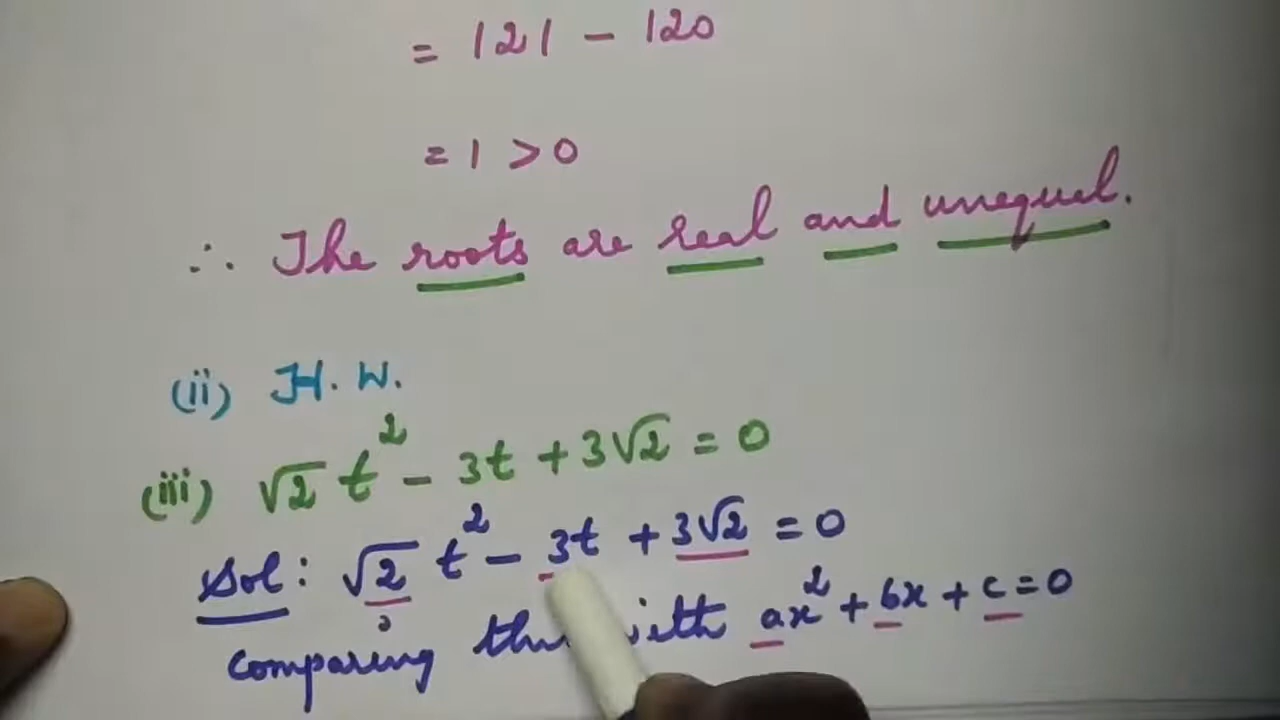 = 121 - 120
= 1 > 0
∴ The roots are real and unequal.
(ii) H.W.
(iii) √2 t² - 3t + 3√2 = 0
Sol: √2 t² - 3t + 3√2 = 0
comparing with ax² + bx + c = 0